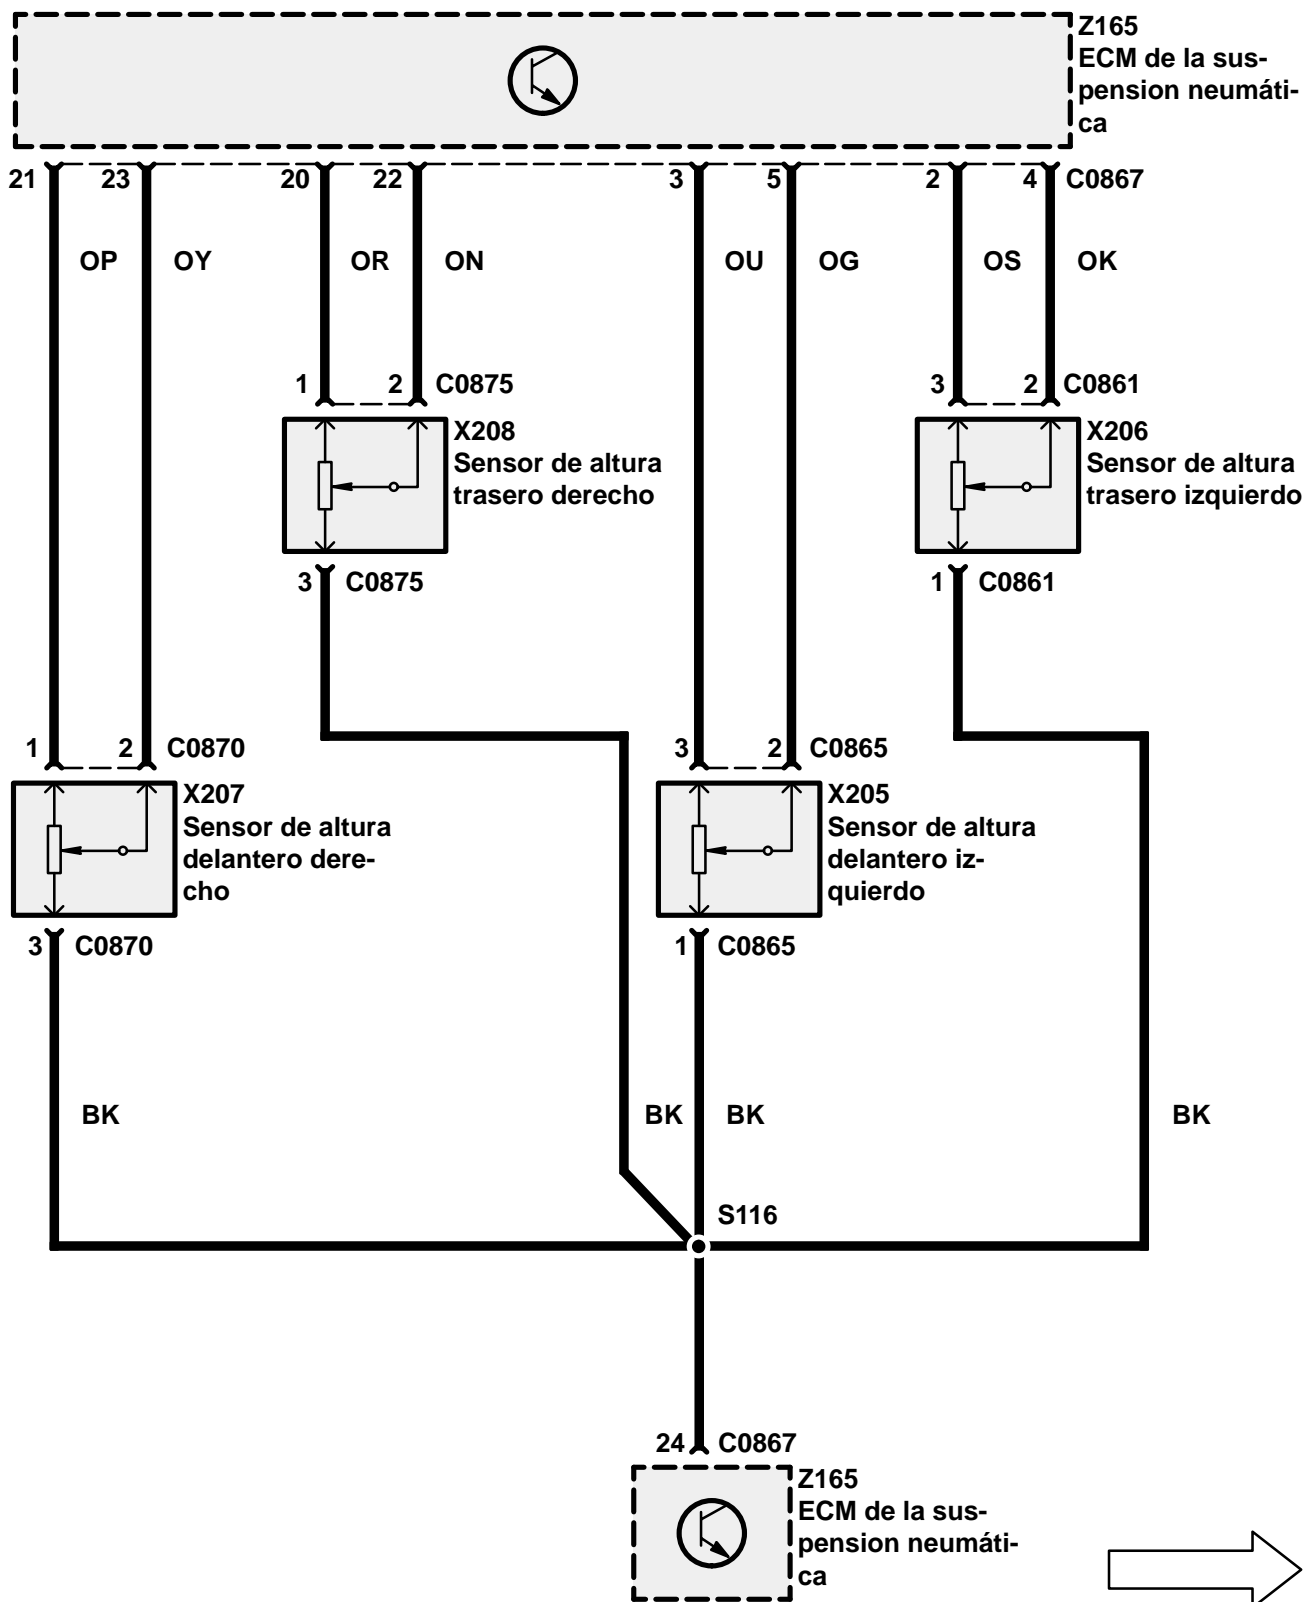 Z165
ECM de la sus-
pension neumáti-
ca
21 23 20 22 3 5 2 4 C0867
OP OY OR ON OU OG OS OK
1 2 C0875 3 2 C0861
X208
Sensor de altura
trasero derecho
X206
Sensor de altura
trasero izquierdo
3 C0875 1 C0861
1 2 C0870 3 2 C0865
X207
Sensor de altura
delantero dere-
cho
X205
Sensor de altura
delantero iz-
quierdo
3 C0870 1 C0865
BK BK BK BK
S116
24 C0867
Z165
ECM de la sus-
pension neumáti-
ca